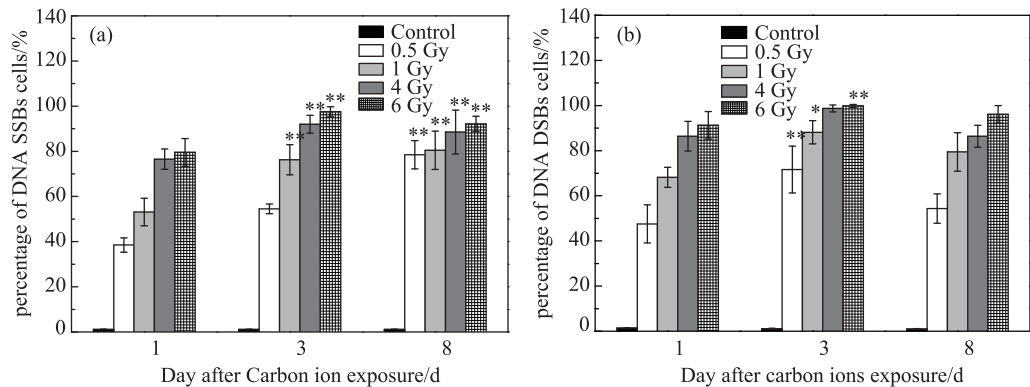 (a)
Control
0.5 Gy
1 Gy
4 Gy
6 Gy
140
120
100
80
60
40
20
0
percentage of DNA SSBs cells/%
**
**
**
**
**
**
**
1
3
8
Day after Carbon ion exposure/d
(b)
Control
0.5 Gy
1 Gy
4 Gy
6 Gy
140
120
100
80
60
40
20
0
percentage of DNA DSBs cells/%
**
*
**
1
3
8
Day after carbon ions exposure/d